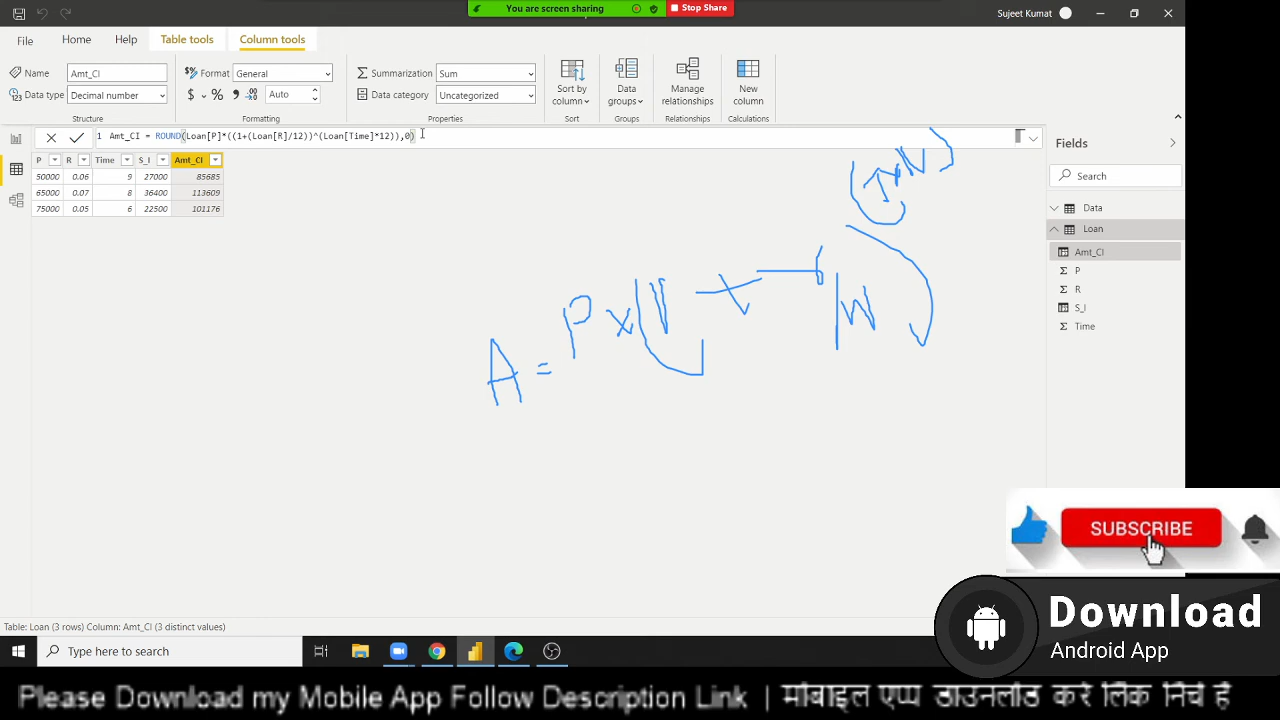 You are screen sharing Stop Share
Sujeet Kumat
File Home Help Table tools Column tools
Name Amt_CI Format General Summarization Sum
Data type Decimal number $ % 9 .00 Auto Data category Uncategorized
Sort by column Data groups Manage relationships New column
Structure Formatting Properties Sort Groups Relationships Calculations
1 Amt_CI = ROUND(Loan[P]*((1+(Loan[R]/12))^(Loan[Time]*12)),0)
P R Time S_I Amt_CI
50000 0.06 9 27000 85685
65000 0.07 8 36400 113609
75000 0.05 6 22500 101176
Fields
Search
Data
Loan
Amt_CI
P
R
S_I
Time
A = P x
SUBSCRIBE
Download
Android App
Table: Loan (3 rows) Column: Amt_CI (3 distinct values)
Type here to search
Please Download my Mobile App Follow Description Link | मोबाइल एप्प डाउनलोड करे लिंक निचे है